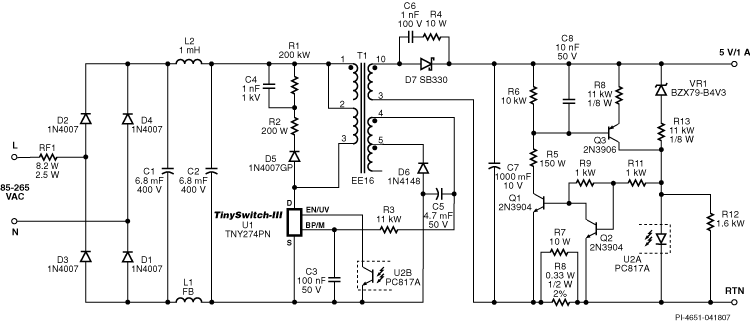 L2
1 mH
R1
200 kW
C4
1 nF
1 kV
R2
200 W
D5
1N4007GP
T1
1
2
3
10
3
4
5
EE16
C6
1 nF
100 V
R4
10 W
D7 SB330
C8
10 nF
50 V
5 V/1 A
R6
10 kW
R8
11 kW
1/8 W
VR1
BZX79-B4V3
Q3
2N3906
R13
11 kW
1/8 W
D2
1N4007
D4
1N4007
L
RF1
8.2 W
2.5 W
85-265
VAC
N
C1
6.8 mF
400 V
C2
6.8 mF
400 V
D3
1N4007
D1
1N4007
L1
FB
TinySwitch-III
U1
TNY274PN
D
S
EN/UV
BP/M
C3
100 nF
50 V
R3
11 kW
U2B
PC817A
D6
1N4148
C5
4.7 mF
50 V
C7
1000 mF
10 V
R5
150 W
R9
1 kW
R11
1 kW
Q1
2N3904
Q2
2N3904
R7
10 W
R8
0.33 W
1/2 W
2%
U2A
PC817A
R12
1.6 kW
RTN
PI-4651-041807